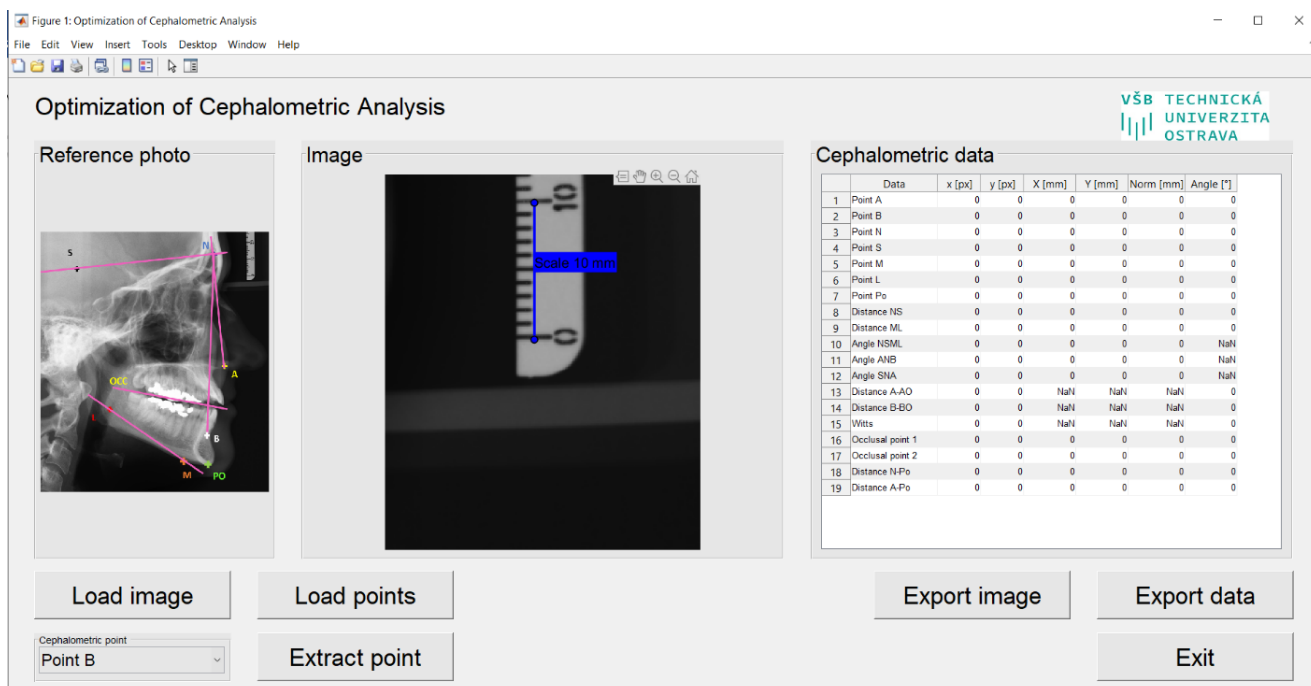 Figure 1: Optimization of Cephalometric Analysis
File Edit View Insert Tools Desktop Window Help
Optimization of Cephalometric Analysis
VŠB TECHNICKÁ
UNIVERZITA
OSTRAVA
Reference photo
S
N
A
OCC
L
B
M
PO
Image
10
Scale 10 mm
0
Cephalometric data
Data x [px] y [px] X [mm] Y [mm] Norm [mm] Angle [°]
1 Point A 0 0 0 0 0 0
2 Point B 0 0 0 0 0 0
3 Point N 0 0 0 0 0 0
4 Point S 0 0 0 0 0 0
5 Point M 0 0 0 0 0 0
6 Point L 0 0 0 0 0 0
7 Point Po 0 0 0 0 0 0
8 Distance NS 0 0 0 0 0 0
9 Distance ML 0 0 0 0 0 0
10 Angle NSML 0 0 0 0 0 NaN
11 Angle ANB 0 0 0 0 0 NaN
12 Angle SNA 0 0 0 0 0 NaN
13 Distance A-AO 0 0 NaN NaN NaN 0
14 Distance B-BO 0 0 NaN NaN NaN 0
15 Witts 0 0 NaN NaN NaN 0
16 Occlusal point 1 0 0 0 0 0 0
17 Occlusal point 2 0 0 0 0 0 0
18 Distance N-Po 0 0 0 0 0 0
19 Distance A-Po 0 0 0 0 0 0
Load image
Load points
Export image
Export data
Cephalometric point
Point B
Extract point
Exit